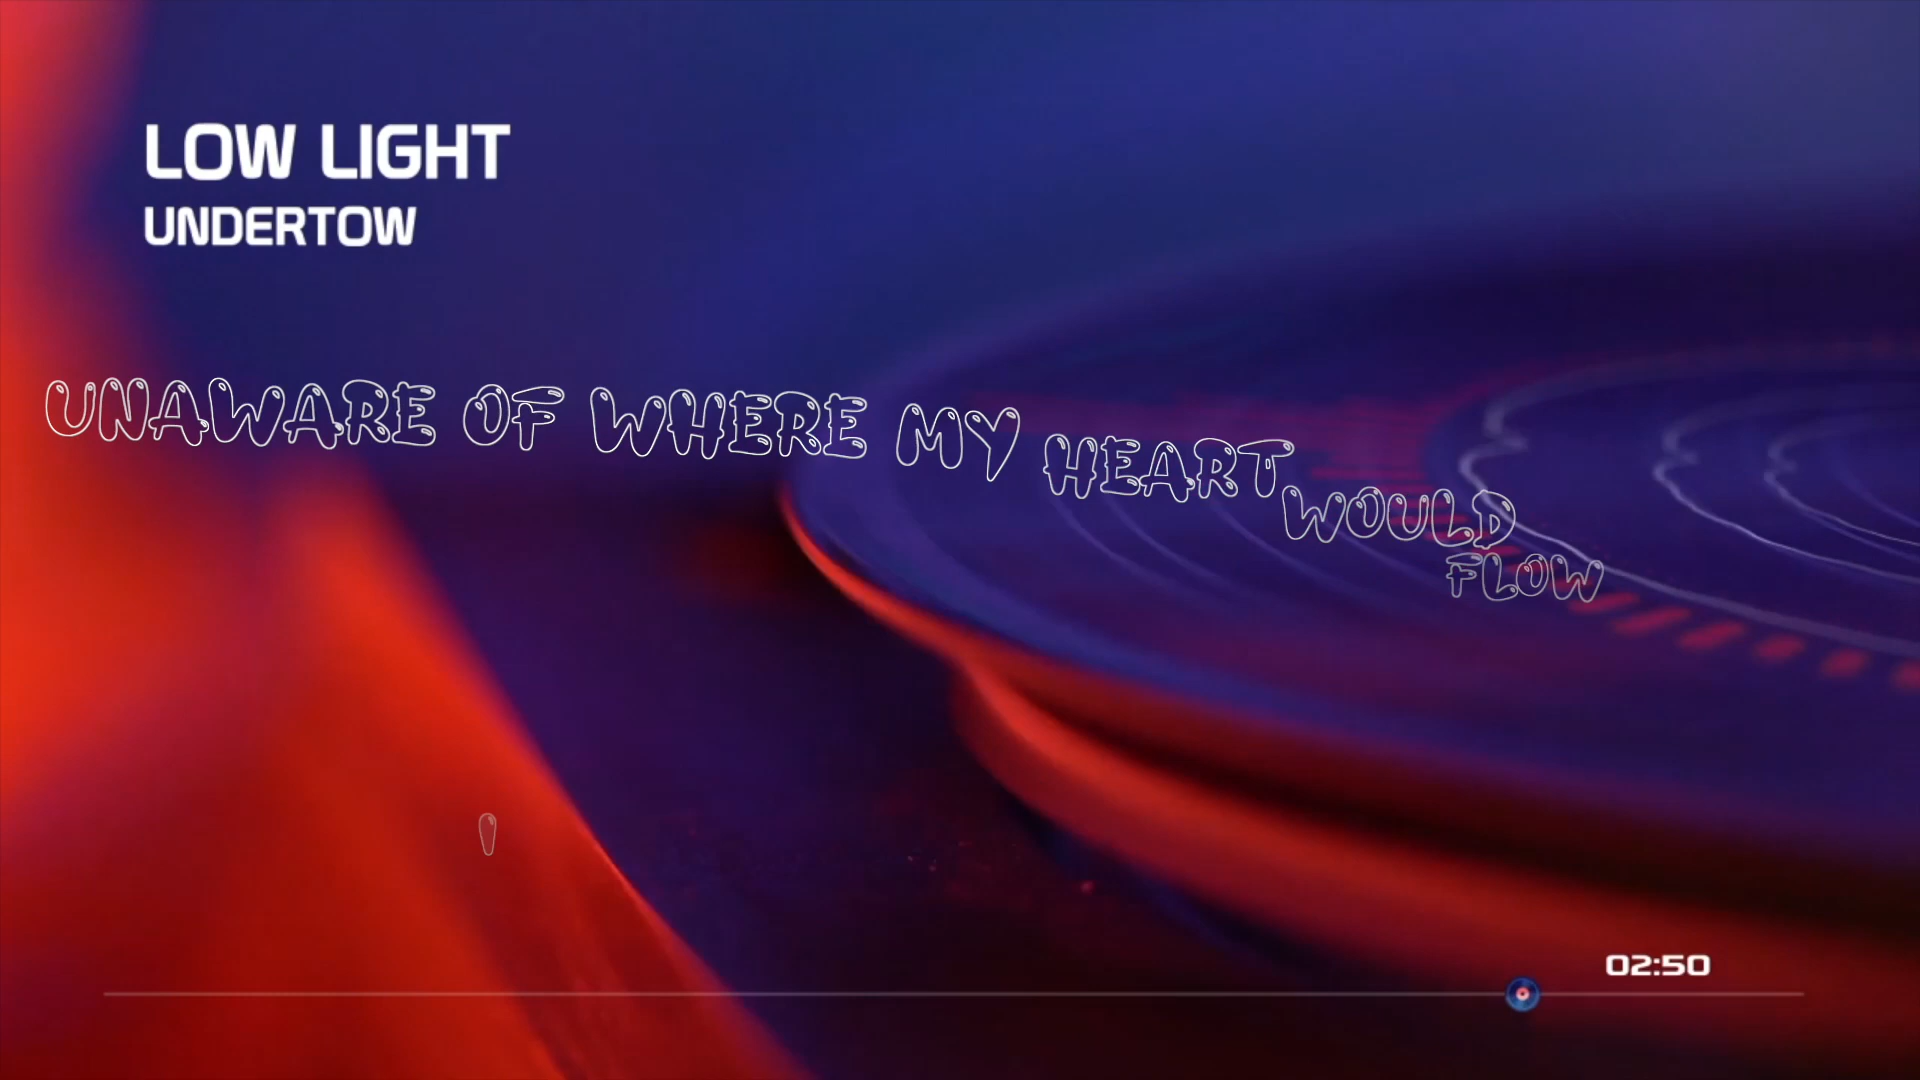 LOW LIGHT
UNDERTOW
UNAWARE OF WHERE MY HEART WOULD FLOW
I
02:50